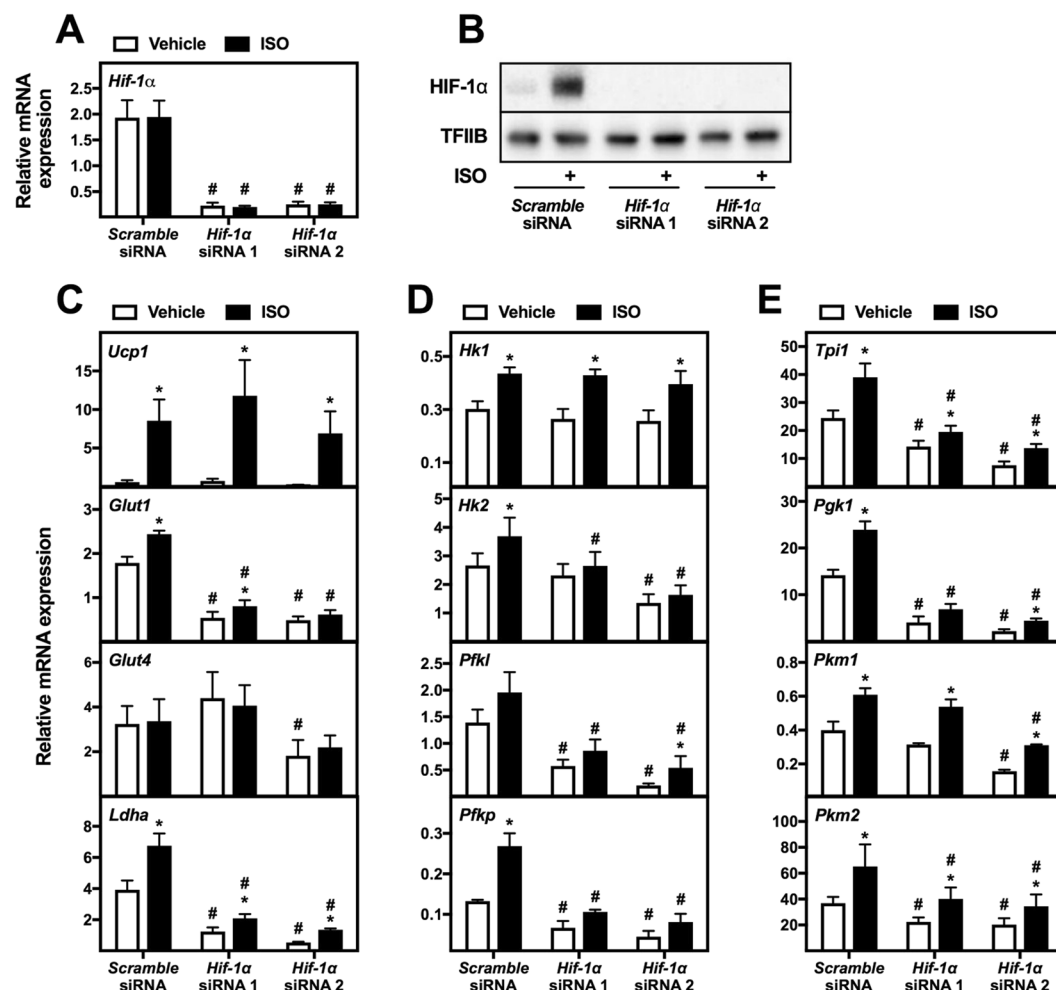 A
Vehicle ISO
Relative mRNA
expression
Hif-1α
2.5
2.0
1.5
1.0
0.5
# # # #
Scramble
siRNA
Hif-1α
siRNA 1
Hif-1α
siRNA 2
B
HIF-1α
TFIIB
ISO + + +
Scramble
siRNA
Hif-1α
siRNA 1
Hif-1α
siRNA 2
C
Vehicle ISO
Relative mRNA expression
Ucp1
15
10
5
* * *
Glut1
3
2
1
* # # * # #
Glut4
6
4
2
#
Ldha
8
6
4
2
* # # * # # *
Scramble
siRNA
Hif-1α
siRNA 1
Hif-1α
siRNA 2
D
Vehicle ISO
Hk1
0.5
0.3
0.1
* * *
Hk2
5
4
3
2
1
* # # #
Pfkl
2.0
1.5
1.0
0.5
# # # # *
Pfkp
0.3
0.2
0.1
* # # # #
Scramble
siRNA
Hif-1α
siRNA 1
Hif-1α
siRNA 2
E
Vehicle ISO
Tpi1
50
40
30
20
10
* # # * # # *
Pgk1
30
20
10
* # # # # *
Pkm1
0.8
0.6
0.4
0.2
* * # # *
Pkm2
100
80
60
40
20
* # # * # # *
Scramble
siRNA
Hif-1α
siRNA 1
Hif-1α
siRNA 2